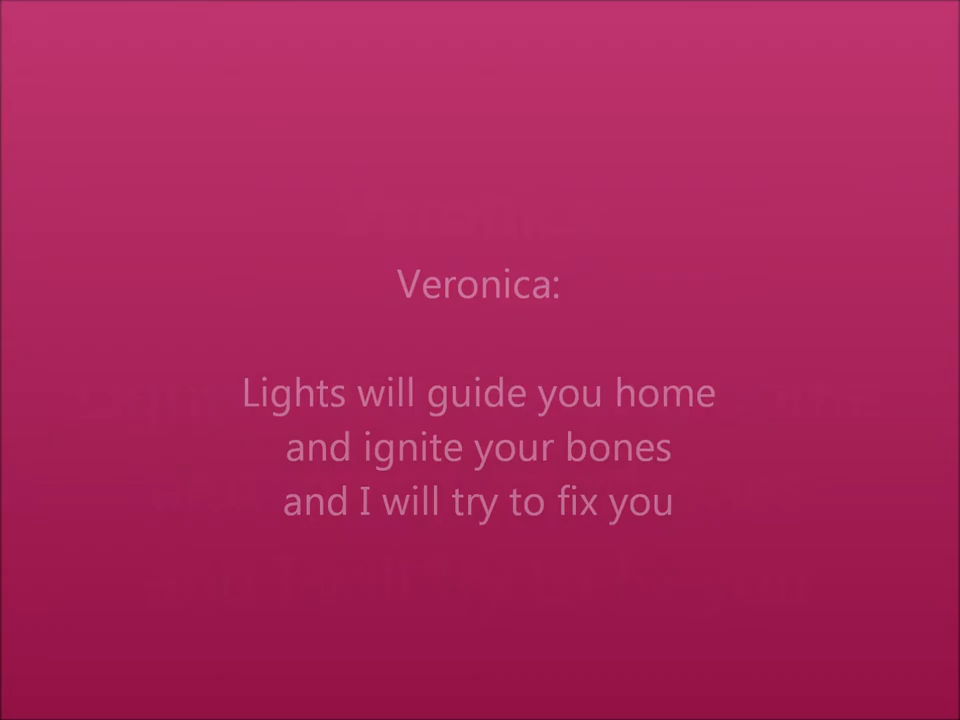 Veronica:
Lights will guide you home
and ignite your bones
and I will try to fix you